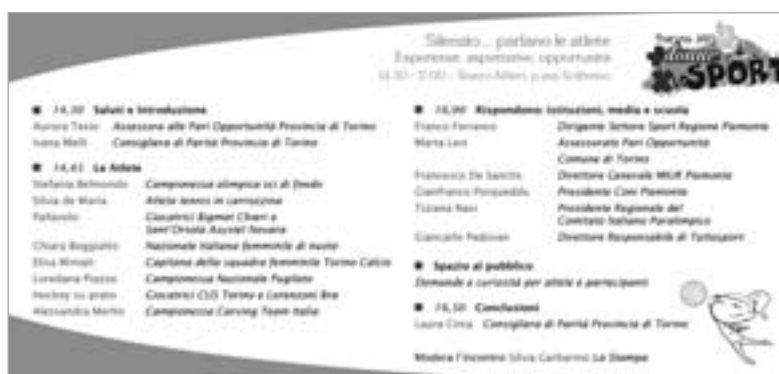 Silenzio... parlano le atlete
Esperienze, aspettative, opportunità
14.30 - 17.00 - Teatro Alfieri, p.zza Solferino
Torino
SPORT
14,30 Saluti e Introduzione
Aurora Tesio Assessora alle Pari Opportunità Provincia di Torino
Ivana Melli Consigliera di Parità Provincia di Torino
14,45 Le Atlete
Stefania Belmondo Campionessa olimpica sci di fondo
Silvia de Maria Atleta tennis in carrozzina
Pallavolo Giocatrici Bigmat Chieri e
Sant'Orsola Asystel Novara
Chiara Boggiatto Nazionale Italiana femminile di nuoto
Elisa Capitana della squadra femminile Torino Calcio
Loredana Piazza Campionessa Nazionale Pugilato
Hockey su prato Giocatrici CUS Torino e Lorenzoni Bra
Alessandra Merlin Campionessa Carving Team Italia
16,00 Rispondono: Istituzioni, media e scuola
Franco Ferraresi Dirigente Settore Sport Regione Piemonte
Marta Levi Assessorato Pari Opportunità
Comune di Torino
Francesco De Sanctis Direttore Generale MIUR Piemonte
Gianfranco Porqueddu Presidente Coni Piemonte
Tiziana Nasi Presidente Regionale del
Comitato Italiano Paralimpico
Giancarlo Padovan Direttore Responsabile di Tuttosport
Spazio al pubblico
Domande e curiosità per atlete e partecipanti
16,50 Conclusioni
Laura Cima Consigliera di Parità Provincia di Torino
Modera l'incontro Silvia Garbarino La Stampa